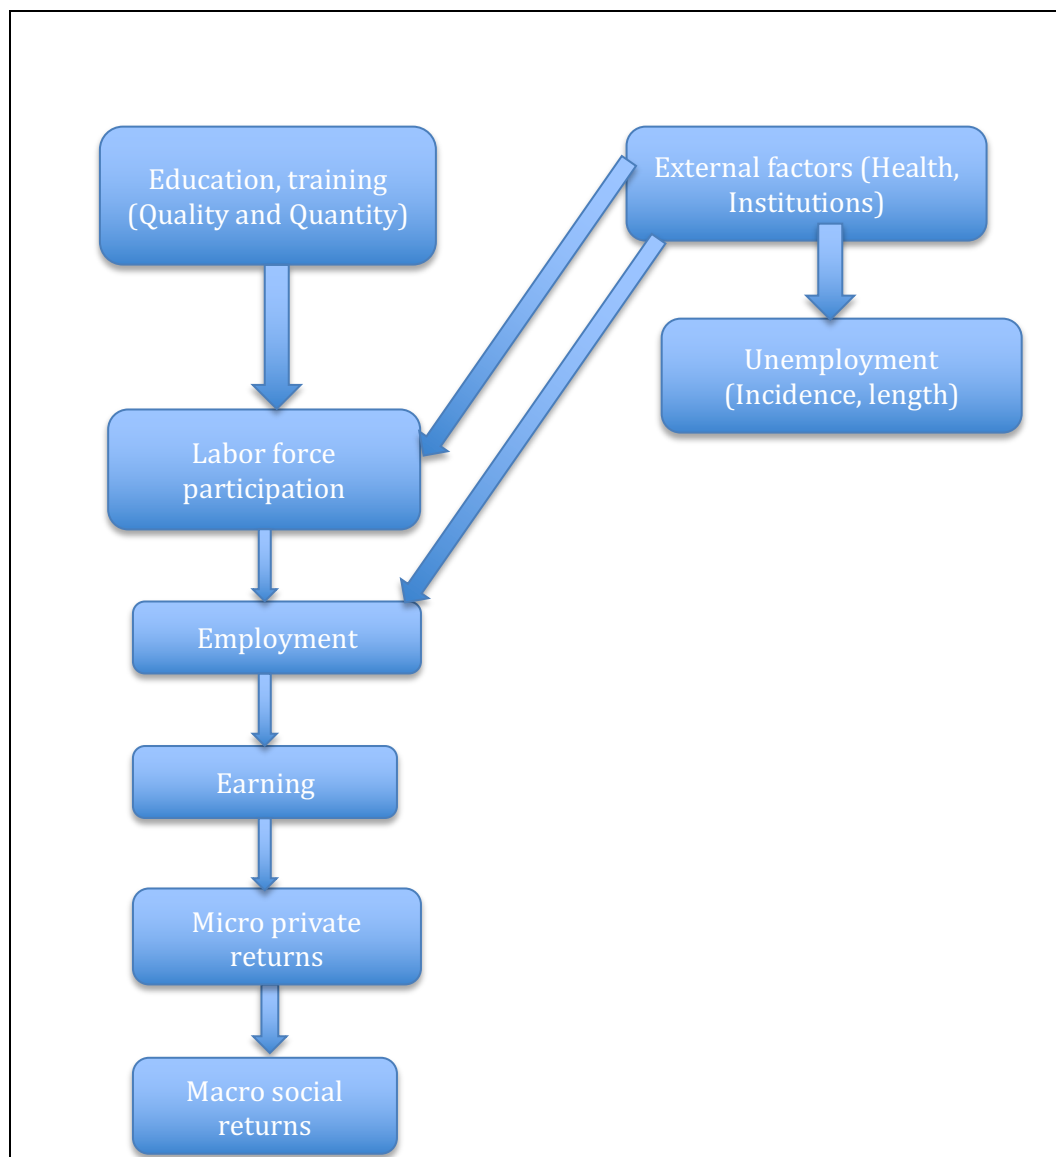 Education, training
(Quality and Quantity)
External factors (Health,
Institutions)
Unemployment
(Incidence, length)
Labor force
participation
Employment
Earning
Micro private
returns
Macro social
returns